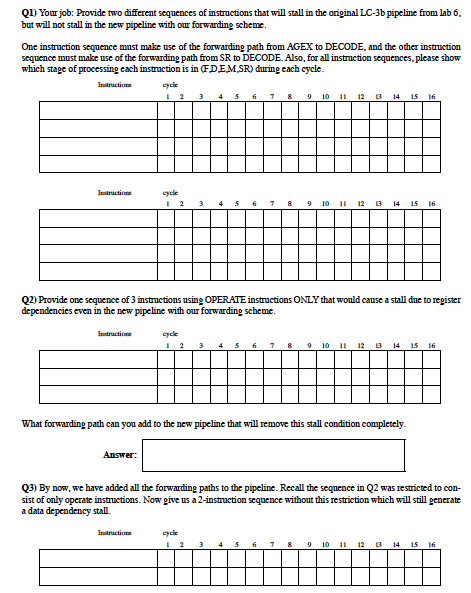 Q1) Your job: Provide two different sequences of instructions that will stall in the original LC-3b pipeline from lab 6,
but will not stall in the new pipeline with our forwarding scheme.
One instruction sequence must make use of the forwarding path from AGEX to DECODE, and the other instruction
sequence must make use of the forwarding path from SR to DECODE. Also, for all instruction sequences, please show
which stage of processing each instruction is in (F,D,E,M,SR) during each cycle.
Instructions cycle
1 2 3 4 5 6 7 8 9 10 11 12 13 14 15 16
Instructions cycle
1 2 3 4 5 6 7 8 9 10 11 12 13 14 15 16
Q2) Provide one sequence of 3 instructions using OPERATE instructions ONLY that would cause a stall due to register
dependencies even in the new pipeline with our forwarding scheme.
Instructions cycle
1 2 3 4 5 6 7 8 9 10 11 12 13 14 15 16
What forwarding path can you add to the new pipeline that will remove this stall condition completely.
Answer:
Q3) By now, we have added all the forwarding paths to the pipeline. Recall the sequence in Q2 was restricted to con-
sist of only operate instructions. Now give us a 2-instruction sequence without this restriction which will still generate
a data dependency stall.
Instructions cycle
1 2 3 4 5 6 7 8 9 10 11 12 13 14 15 16